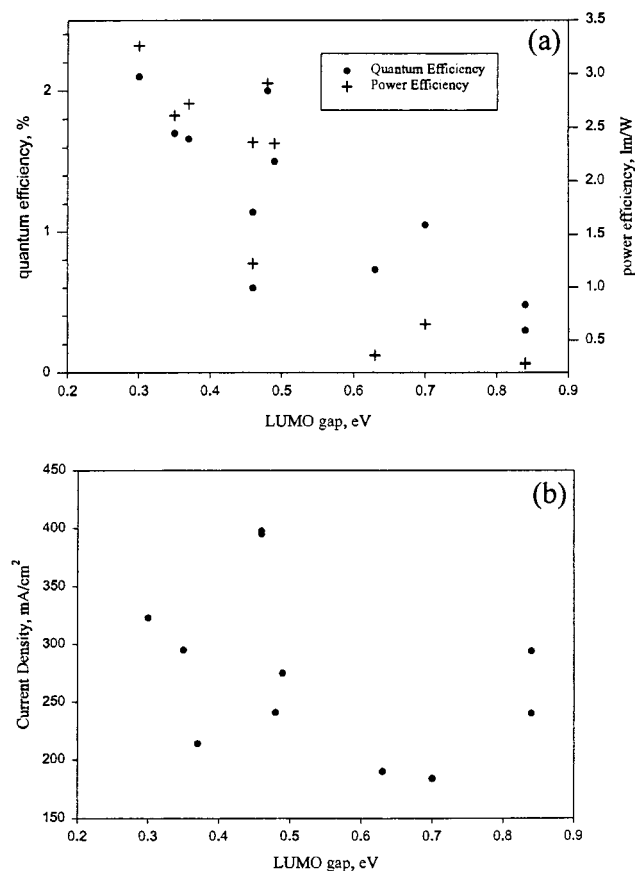 (a)
Quantum Efficiency
Power Efficiency
quantum efficiency, %
power efficiency, lm/W
2
1
0
3.5
3.0
2.5
2.0
1.5
1.0
0.5
0.2 0.3 0.4 0.5 0.6 0.7 0.8 0.9
LUMO gap, eV
(b)
Current Density, mA/cm²
450
400
350
300
250
200
150
0.2 0.3 0.4 0.5 0.6 0.7 0.8 0.9
LUMO gap, eV